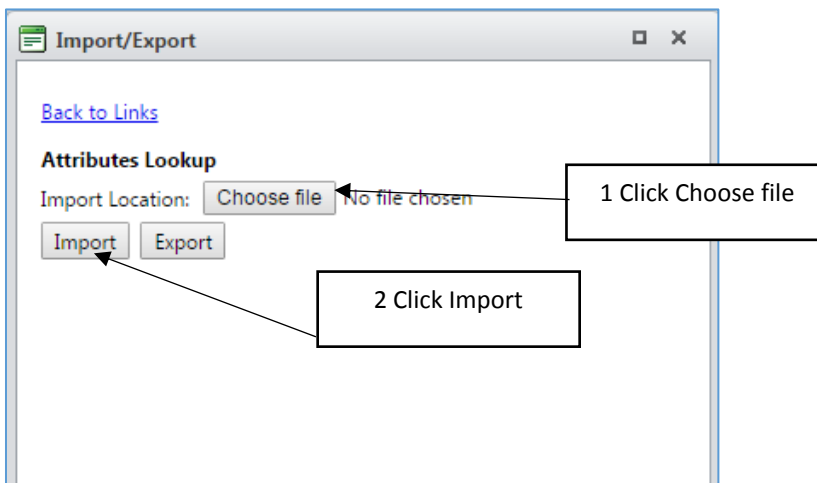 Import/Export
Back to Links
Attributes Lookup
Import Location: Choose file No file chosen
1 Click Choose file
Import Export
2 Click Import